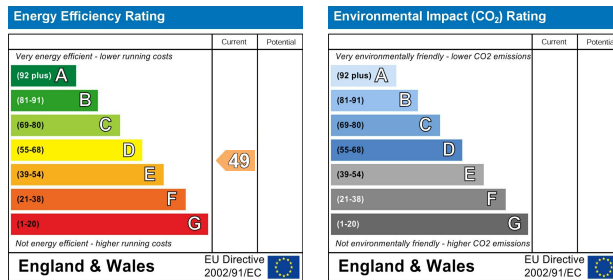 Energy Efficiency Rating
Current Potential
Very energy efficient - lower running costs
(92 plus) A
(81-91) B
(69-80) C
(55-68) D
(39-54) E
49
(21-38) F
(1-20) G
Not energy efficient - higher running costs
England & Wales
EU Directive
2002/91/EC
Environmental Impact (CO₂) Rating
Current Potential
Very environmentally friendly - lower CO2 emissions
(92 plus) A
(81-91) B
(69-80) C
(55-68) D
(39-54) E
(21-38) F
(1-20) G
Not environmentally friendly - higher CO2 emissions
England & Wales
EU Directive
2002/91/EC